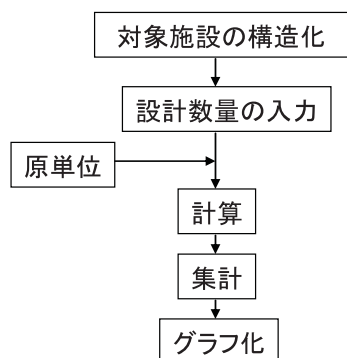 対象施設の構造化
設計数量の入力
原単位
計算
集計
グラフ化